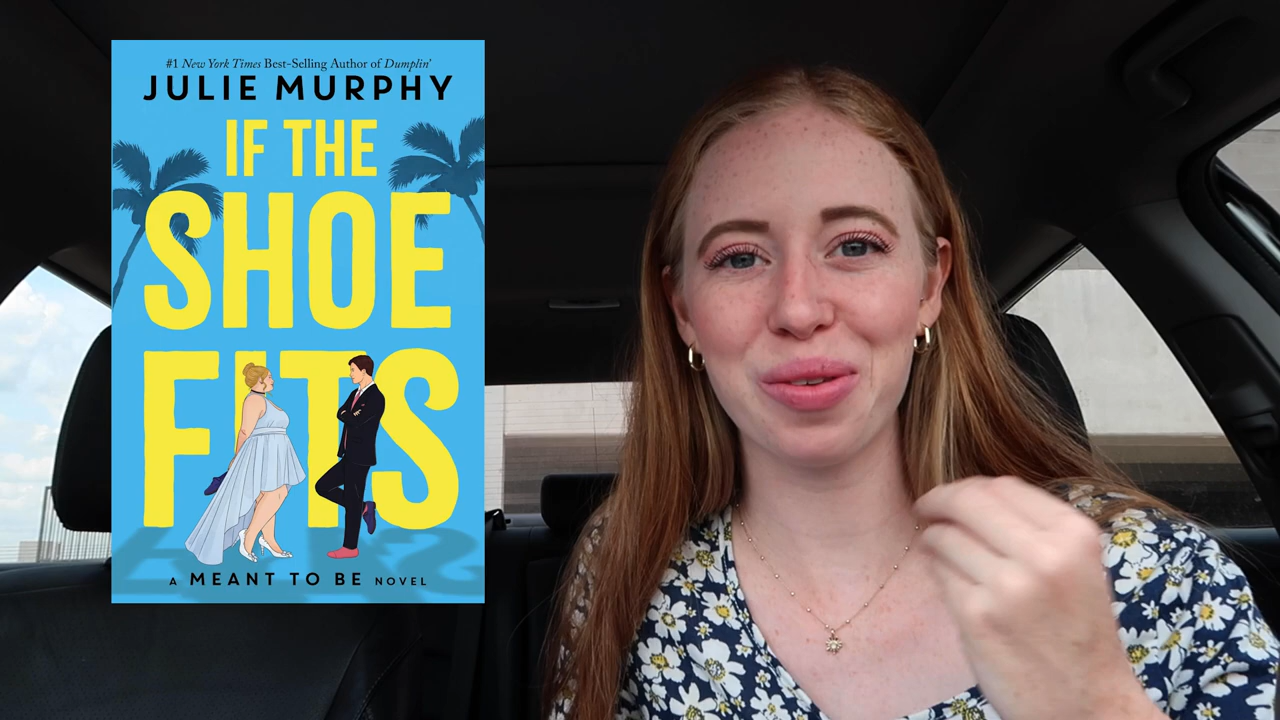 #1 New York Times Best-Selling Author of Dumplin'
JULIE MURPHY
IF THE
SHOE
FITS
A MEANT TO BE NOVEL